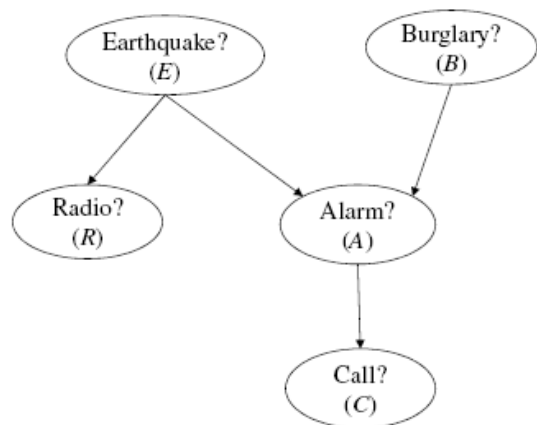 Earthquake?
(E)
Burglary?
(B)
Radio?
(R)
Alarm?
(A)
Call?
(C)